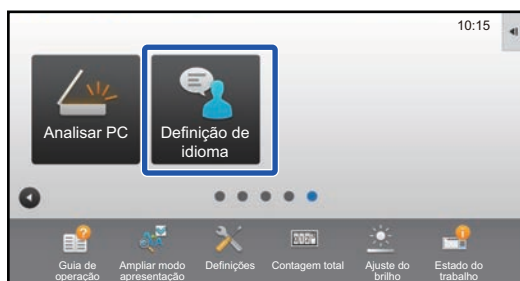 10:15
Analisar PC
Definição de
idioma
Guia de
operação
Ampliar modo
apresentação
Definições
Contagem total
Ajuste do
brilho
Estado do
trabalho